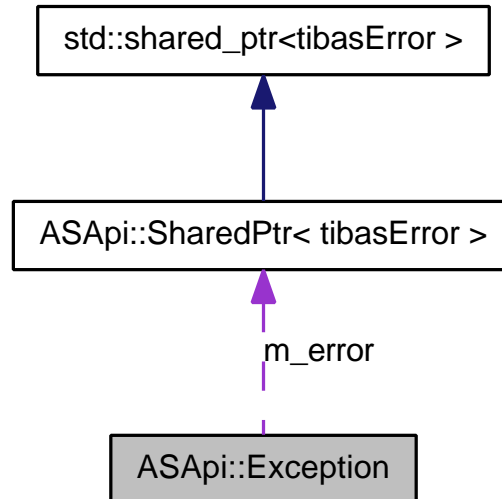 std::shared_ptr<tibasError >
ASApi::SharedPtr< tibasError >
m_error
ASApi::Exception